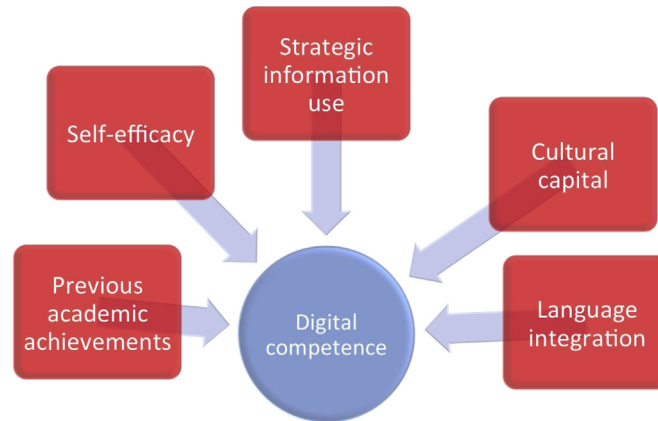 Strategic
information
use
Self-efficacy
Cultural
capital
Previous
academic
achievements
Digital
competence
Language
integration